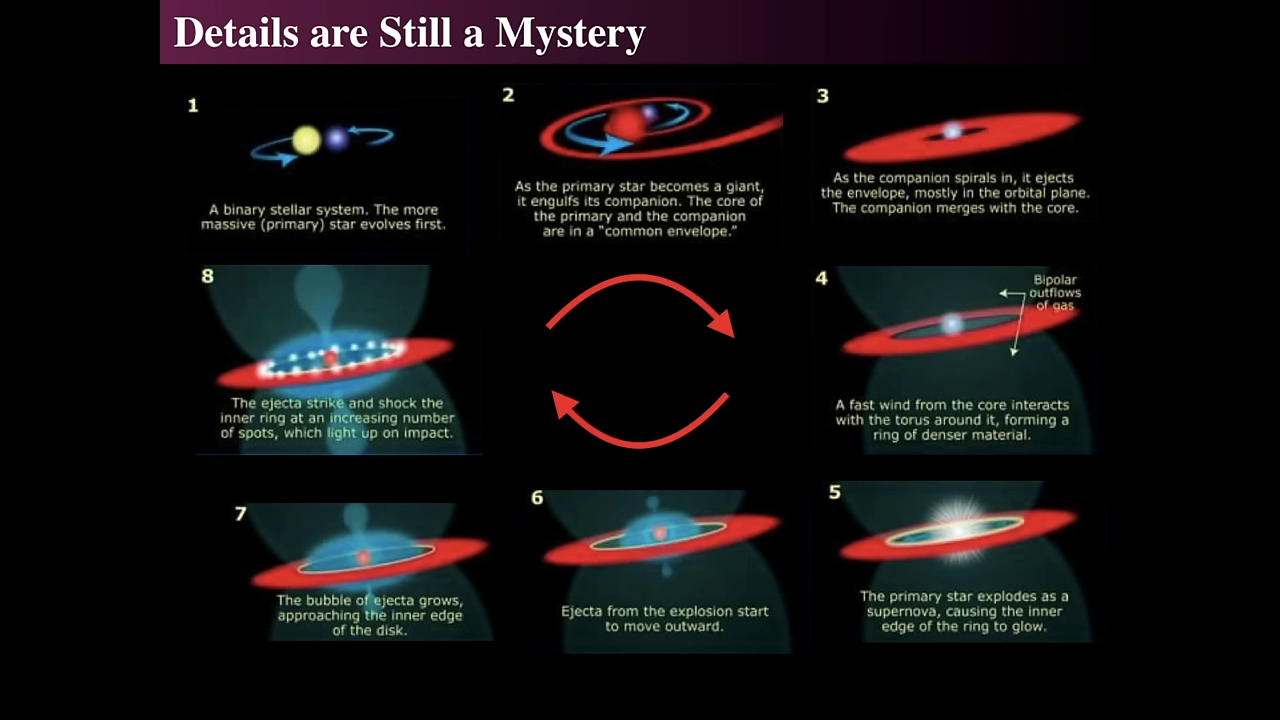 Details are Still a Mystery
1
A binary stellar system. The more
massive (primary) star evolves first.
2
As the primary star becomes a giant,
it engulfs its companion. The core of
the primary and the companion
are in a "common envelope."
3
As the companion spirals in, it ejects
the envelope, mostly in the orbital plane.
The companion merges with the core.
4
Bipolar
outflows
of gas
A fast wind from the core interacts
with the torus around it, forming a
ring of denser material.
5
The primary star explodes as a
supernova, causing the inner
edge of the ring to glow.
6
Ejecta from the explosion start
to move outward.
7
The bubble of ejecta grows,
approaching the inner edge
of the disk.
8
The ejecta strike and shock the
inner ring at an increasing number
of spots, which light up on impact.